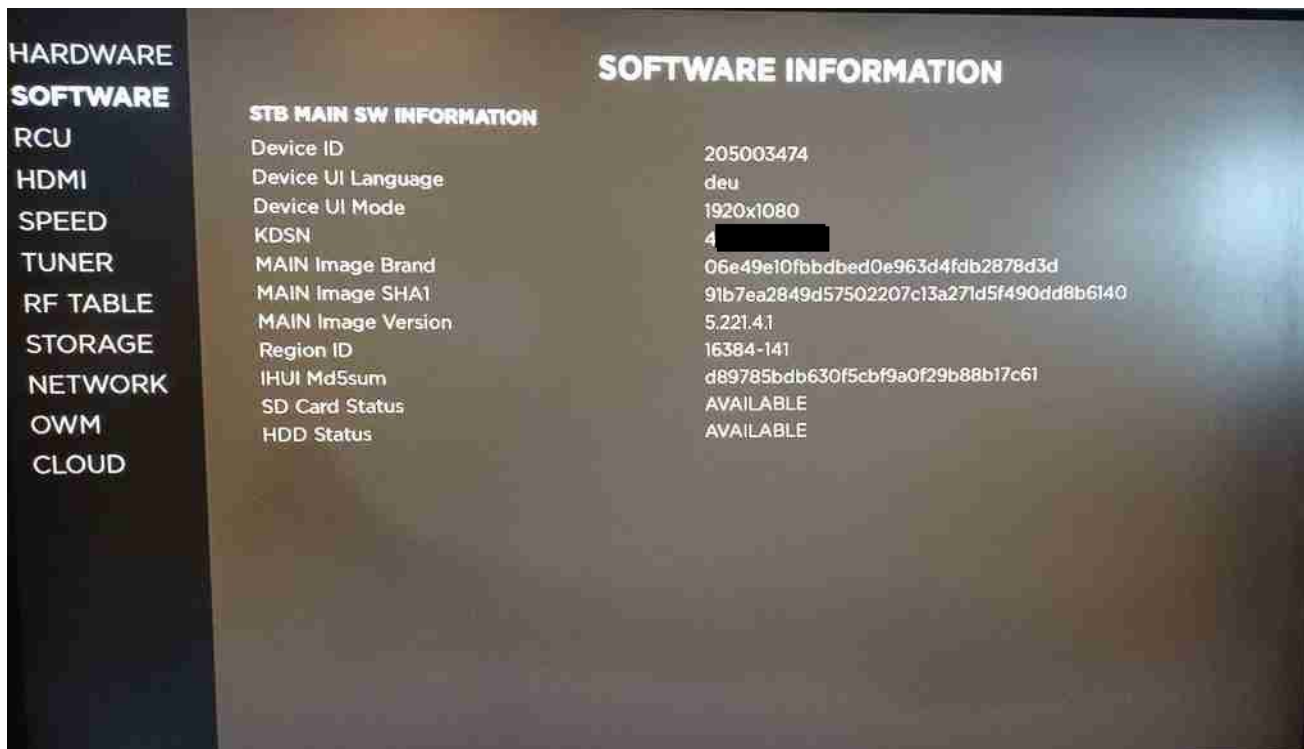 HARDWARE
SOFTWARE
RCU
HDMI
SPEED
TUNER
RF TABLE
STORAGE
NETWORK
OWM
CLOUD
SOFTWARE INFORMATION
STB MAIN SW INFORMATION
Device ID 205003474
Device UI Language deu
Device UI Mode 1920x1080
KDSN 4
MAIN Image Brand 06e49e10fbbdbed0e963d4fdb2878d3d
MAIN Image SHA1 91b7ea2849d57502207c13a271d5f490dd8b6140
MAIN Image Version 5.221.4.1
Region ID 16384-141
IHUI Md5sum d89785bdb630f5cbf9a0f29b88b17c61
SD Card Status AVAILABLE
HDD Status AVAILABLE